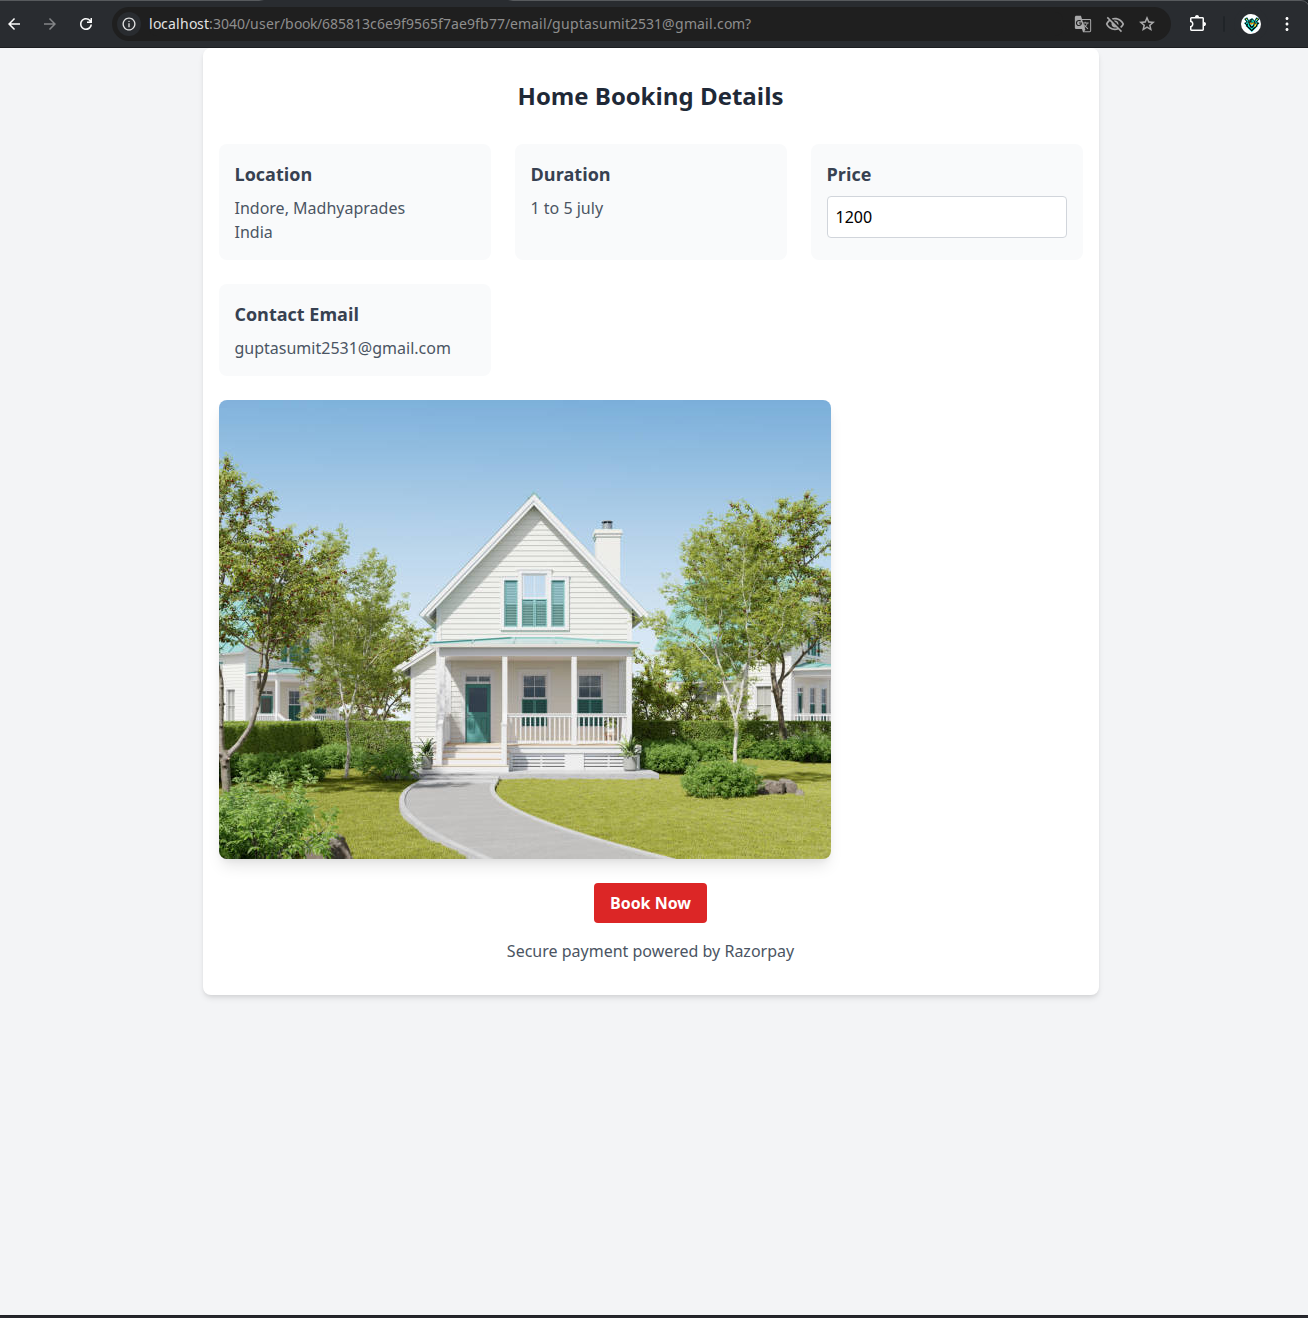 localhost:3040/user/book/685813c6e9f9565f7ae9fb77/email/guptasumit2531@gmail.com?
Home Booking Details
Location
Indore, Madhyaprades
India
Duration
1 to 5 july
Price
1200
Contact Email
guptasumit2531@gmail.com
Book Now
Secure payment powered by Razorpay